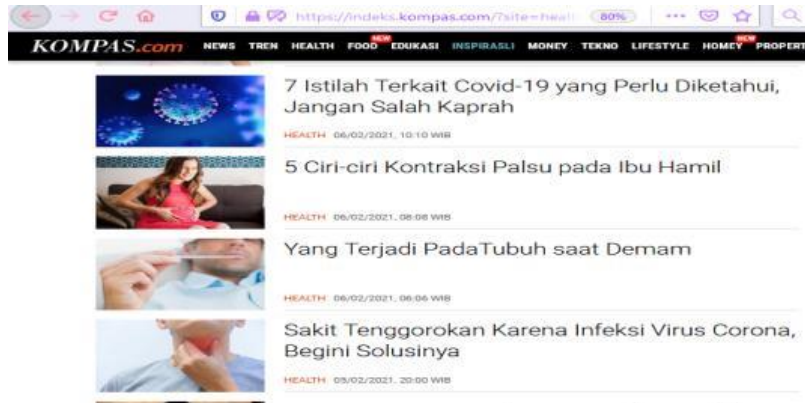 https://indeks.kompas.com/?site=healt
80%
KOMPAS.com NEWS TREN HEALTH FOOD NEW EDUKASI INSPIRASLI MONEY TEKNO LIFESTYLE HOMEY NEW PROPERT
7 Istilah Terkait Covid-19 yang Perlu Diketahui,
Jangan Salah Kaprah
HEALTH 06/02/2021, 10:10 WIB
5 Ciri-ciri Kontraksi Palsu pada Ibu Hamil
HEALTH 06/02/2021, 08:08 WIB
Yang Terjadi PadaTubuh saat Demam
HEALTH 06/02/2021, 06:06 WIB
Sakit Tenggorokan Karena Infeksi Virus Corona,
Begini Solusinya
HEALTH 05/02/2021, 20:00 WIB